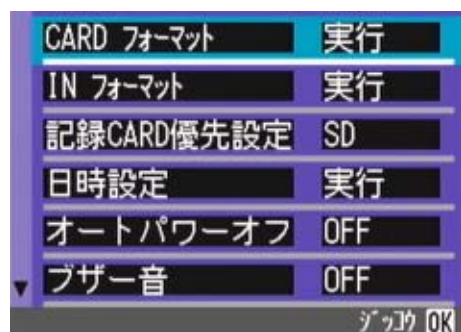 CARD フォーマット 実行
IN フォーマット 実行
記録CARD優先設定 SD
日時設定 実行
オートパワーオフ OFF
ブザー音 OFF
ジッコウ OK